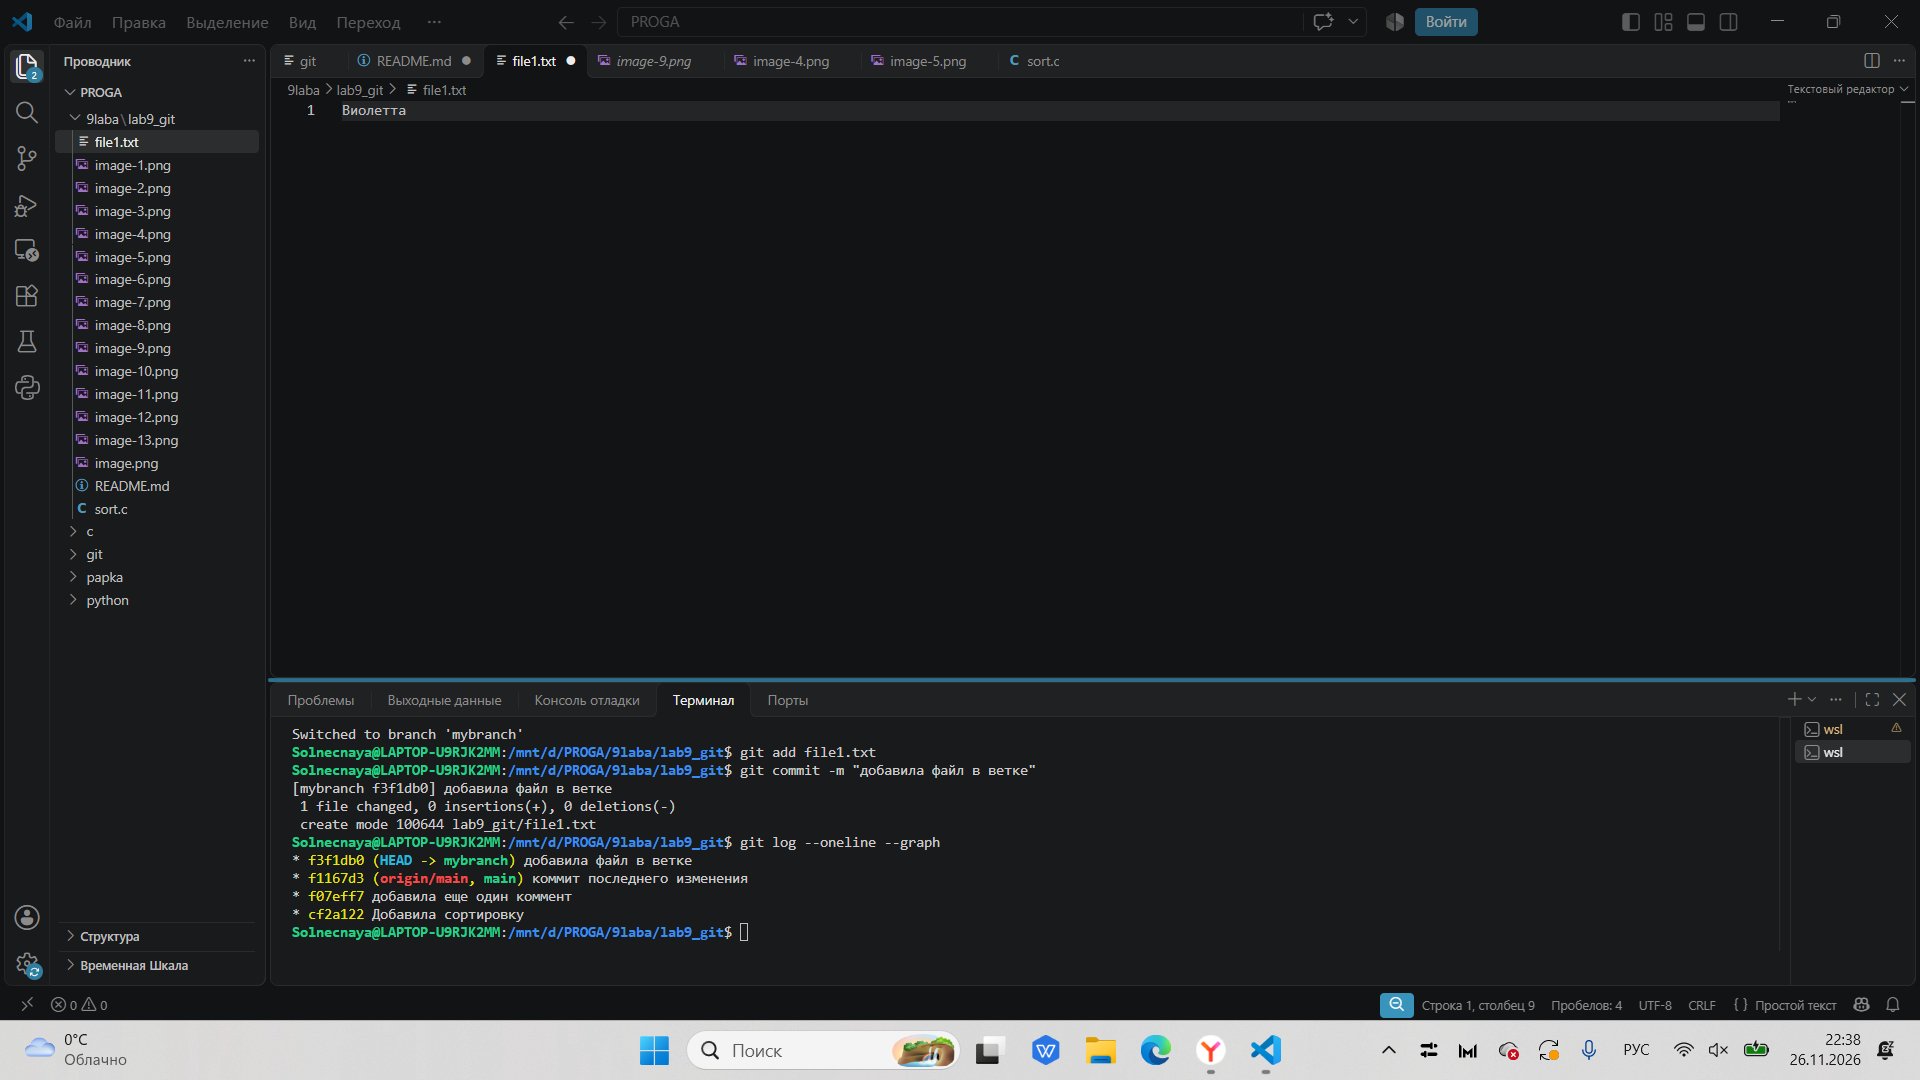 Файл Правка Выделение Вид Переход ··· PROGA Войти
Проводник ···
git README.md file1.txt image-9.png image-4.png image-5.png sort.c
PROGA
9laba > lab9_git > file1.txt
Текстовый редактор
1 Виолетта
9laba\lab9_git
file1.txt
image-1.png
image-2.png
image-3.png
image-4.png
image-5.png
image-6.png
image-7.png
image-8.png
image-9.png
image-10.png
image-11.png
image-12.png
image-13.png
image.png
README.md
sort.c
c
git
papka
python
Структура
Временная Шкала
2
Проблемы Выходные данные Консоль отладки Терминал Порты
Switched to branch 'mybranch'
Solnecnaya@LAPTOP-U9RJK2MM:/mnt/d/PROGA/9laba/lab9_git$ git add file1.txt
Solnecnaya@LAPTOP-U9RJK2MM:/mnt/d/PROGA/9laba/lab9_git$ git commit -m "добавила файл в ветке"
[mybranch f3f1db0] добавила файл в ветке
1 file changed, 0 insertions(+), 0 deletions(-)
create mode 100644 lab9_git/file1.txt
Solnecnaya@LAPTOP-U9RJK2MM:/mnt/d/PROGA/9laba/lab9_git$ git log --oneline --graph
* f3f1db0 (HEAD -> mybranch) добавила файл в ветке
* f1167d3 (origin/main, main) коммит последнего изменения
* f07eff7 добавила еще один коммент
* cf2a122 Добавила сортировку
Solnecnaya@LAPTOP-U9RJK2MM:/mnt/d/PROGA/9laba/lab9_git$
wsl
wsl
0 0
Строка 1, столбец 9 Пробелов: 4 UTF-8 CRLF { } Простой текст
0°C
Облачно
Поиск
РУС
22:38
26.11.2026